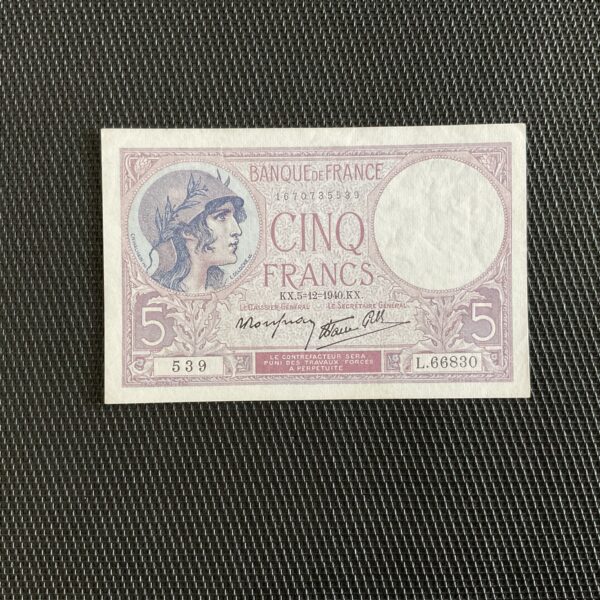 BANQUE DE FRANCE
1670735539
CINQ
FRANCS
KX.5=12=1940.KX.
LE CAISSIER GÉNÉRAL LE SECRÉTAIRE GÉNÉRAL
5 5
539
LE CONTREFACTEUR SERA
PUNI DES TRAVAUX FORCÉS
A PERPÉTUITÉ
L.66830